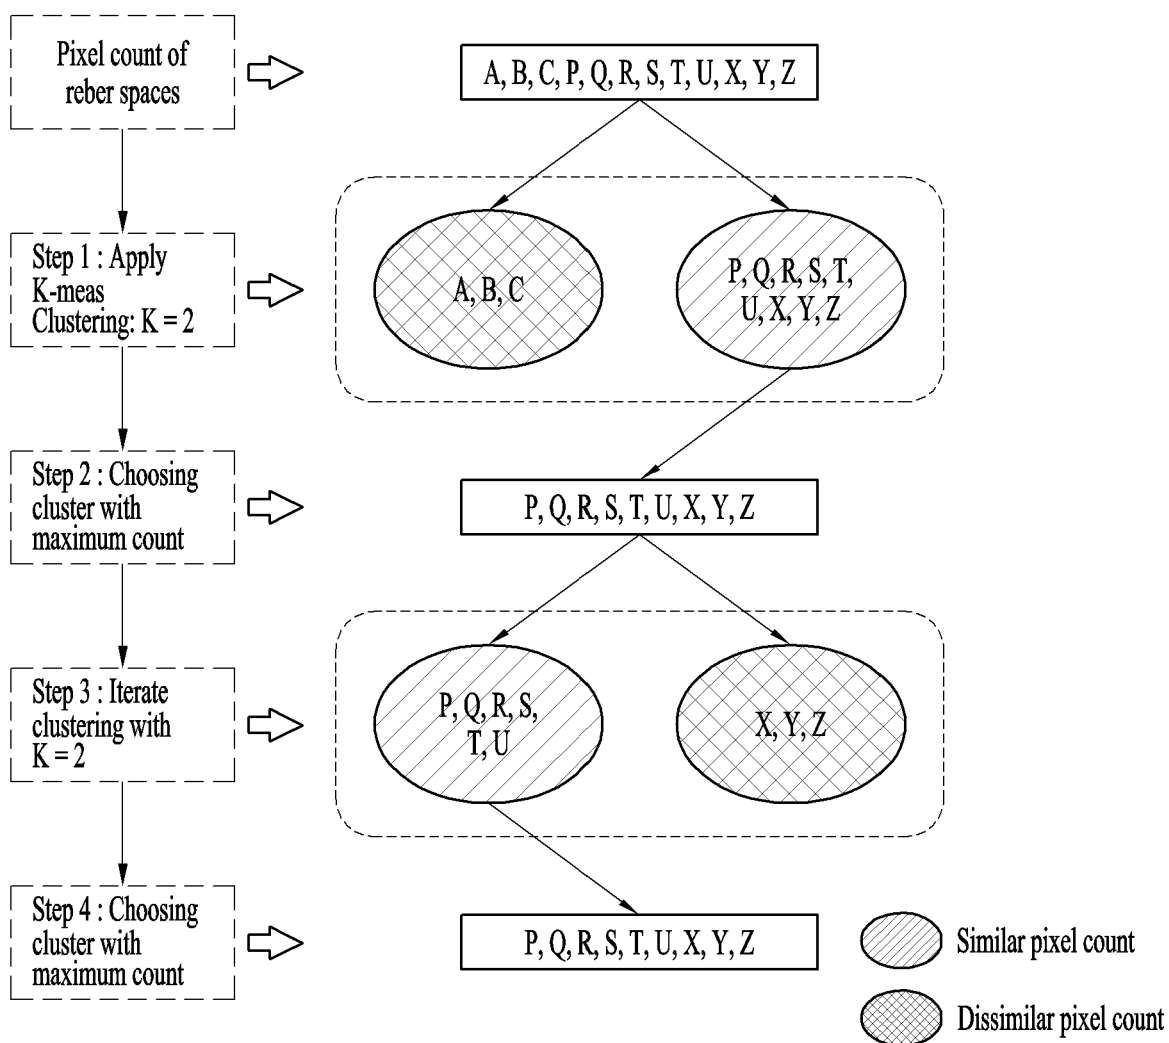 Pixel count of
reber spaces
A, B, C, P, Q, R, S, T, U, X, Y, Z
Step 1 : Apply
K-meas
Clustering: K = 2
A, B, C
P, Q, R, S, T,
U, X, Y, Z
Step 2 : Choosing
cluster with
maximum count
P, Q, R, S, T, U, X, Y, Z
Step 3 : Iterate
clustering with
K = 2
P, Q, R, S,
T, U
X, Y, Z
Step 4 : Choosing
cluster with
maximum count
P, Q, R, S, T, U, X, Y, Z
Similar pixel count
Dissimilar pixel count